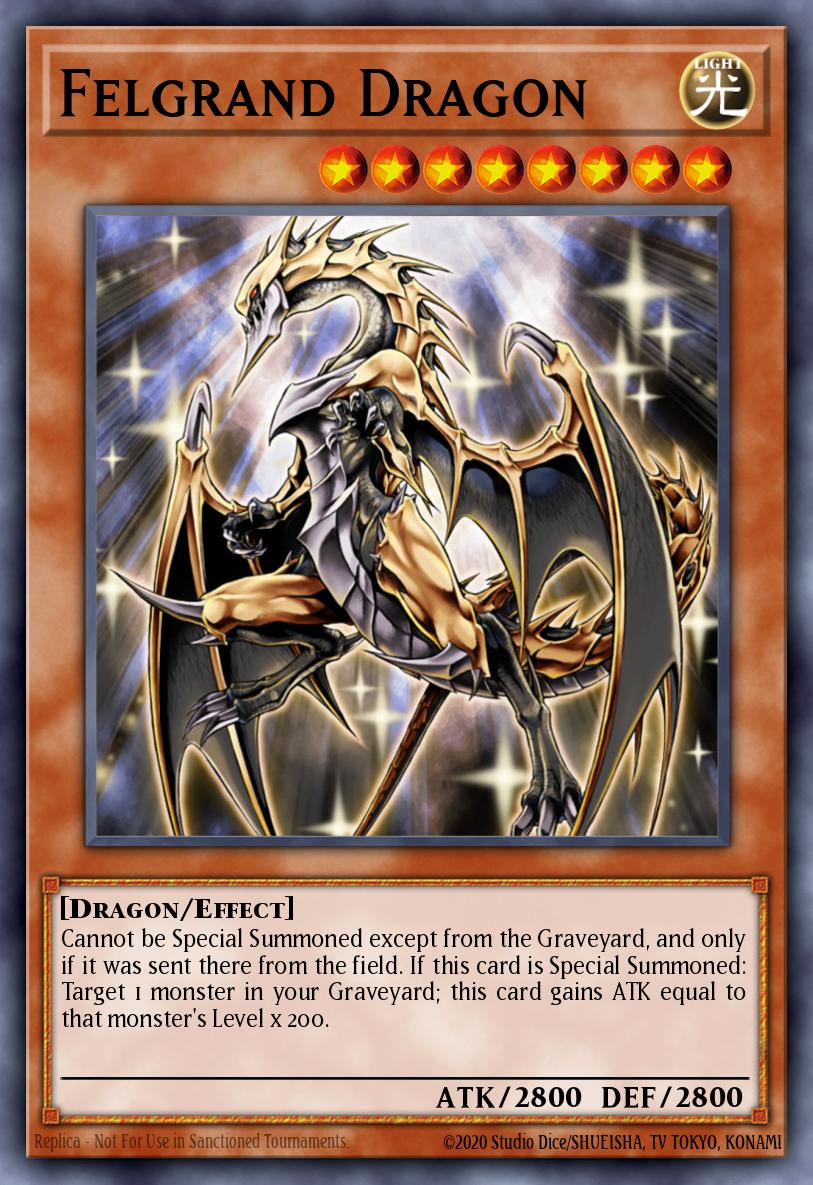 Felgrand Dragon
LIGHT
光
[Dragon/Effect]
Cannot be Special Summoned except from the Graveyard, and only
if it was sent there from the field. If this card is Special Summoned:
Target 1 monster in your Graveyard; this card gains ATK equal to
that monster's Level x 200.
ATK/2800 DEF/2800
Replica - Not For Use in Sanctioned Tournaments.
©2020 Studio Dice/SHUEISHA, TV TOKYO, KONAMI